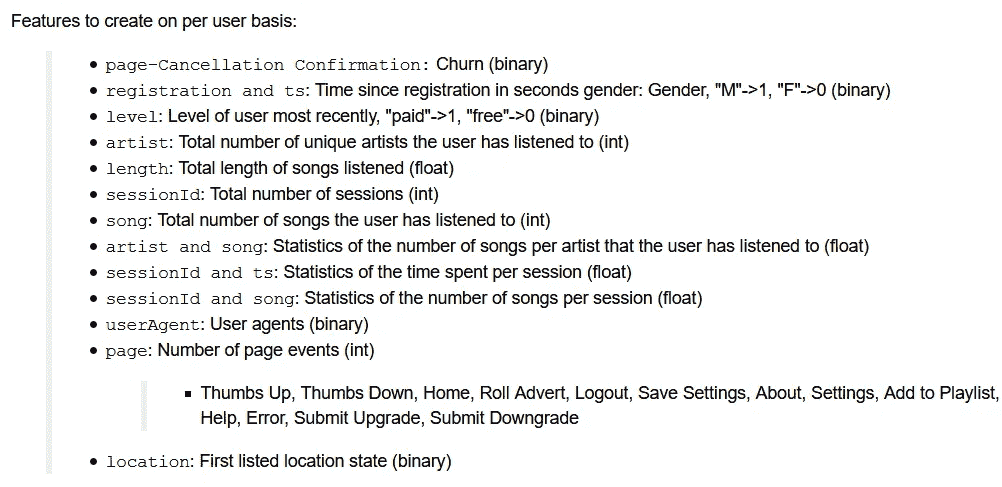 Features to create on per user basis:
• page-Cancellation Confirmation: Churn (binary)
• registration and ts: Time since registration in seconds gender: Gender, "M"->1, "F"->0 (binary)
• level: Level of user most recently, "paid"->1, "free"->0 (binary)
• artist: Total number of unique artists the user has listened to (int)
• length: Total length of songs listened (float)
• sessionId: Total number of sessions (int)
• song: Total number of songs the user has listened to (int)
• artist and song: Statistics of the number of songs per artist that the user has listened to (float)
• sessionId and ts: Statistics of the time spent per session (float)
• sessionId and song: Statistics of the number of songs per session (float)
• userAgent: User agents (binary)
• page: Number of page events (int)
▪ Thumbs Up, Thumbs Down, Home, Roll Advert, Logout, Save Settings, About, Settings, Add to Playlist,
Help, Error, Submit Upgrade, Submit Downgrade
• location: First listed location state (binary)